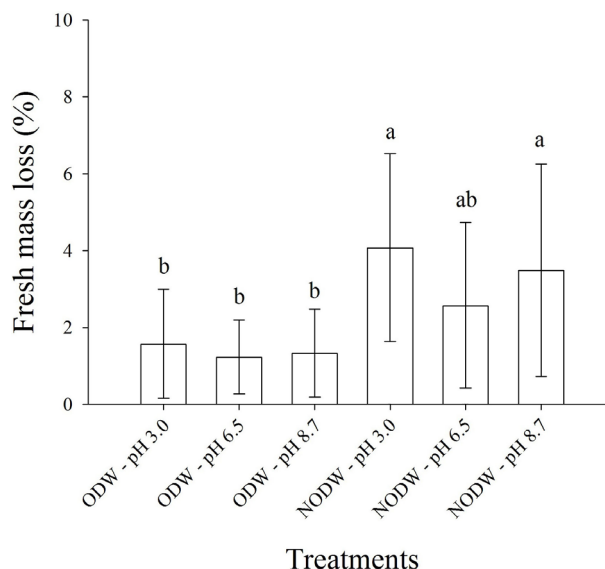 Fresh mass loss (%)
10
8
6
4
2
0
b
b
b
a
ab
a
ODW - pH 3.0
ODW - pH 6.5
ODW - pH 8.7
NODW - pH 3.0
NODW - pH 6.5
NODW - pH 8.7
Treatments